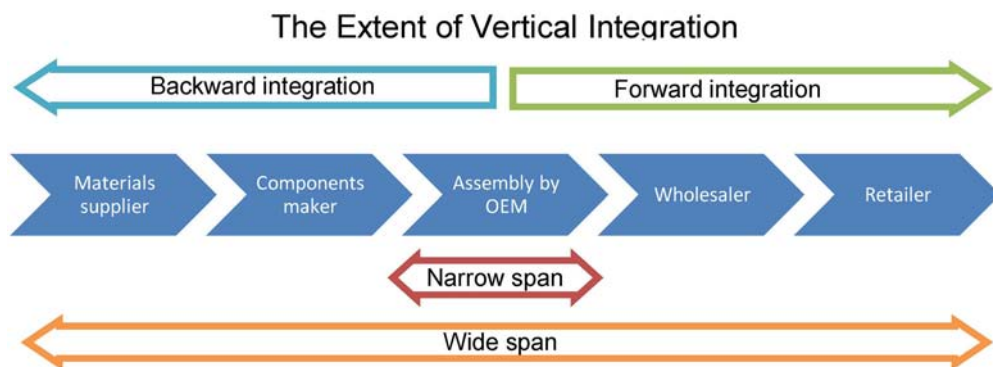 The Extent of Vertical Integration
Backward integration
Forward integration
Materials
supplier
Components
maker
Assembly by
OEM
Wholesaler
Retailer
Narrow span
Wide span